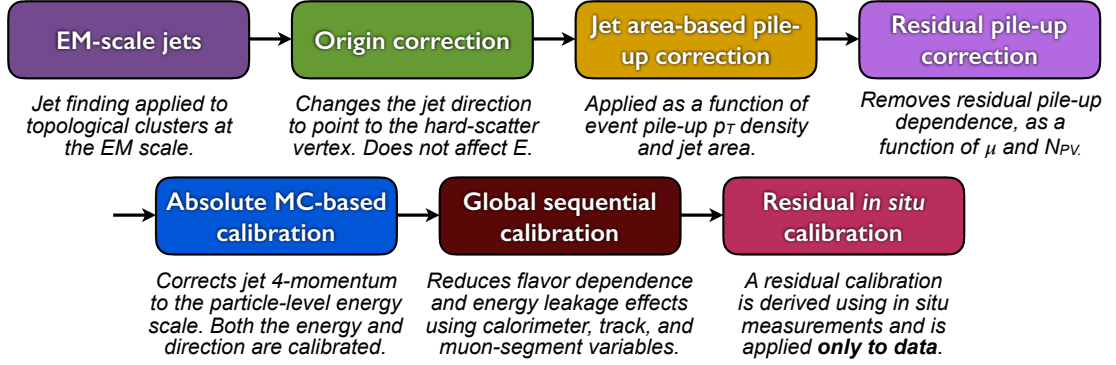 EM-scale jets
Jet finding applied to
topological clusters at
the EM scale.
Origin correction
Changes the jet direction
to point to the hard-scatter
vertex. Does not affect E.
Jet area-based pile-
up correction
Applied as a function of
event pile-up pT density
and jet area.
Residual pile-up
correction
Removes residual pile-up
dependence, as a
function of μ and NPV.
Absolute MC-based
calibration
Corrects jet 4-momentum
to the particle-level energy
scale. Both the energy and
direction are calibrated.
Global sequential
calibration
Reduces flavor dependence
and energy leakage effects
using calorimeter, track, and
muon-segment variables.
Residual in situ
calibration
A residual calibration
is derived using in situ
measurements and is
applied only to data.